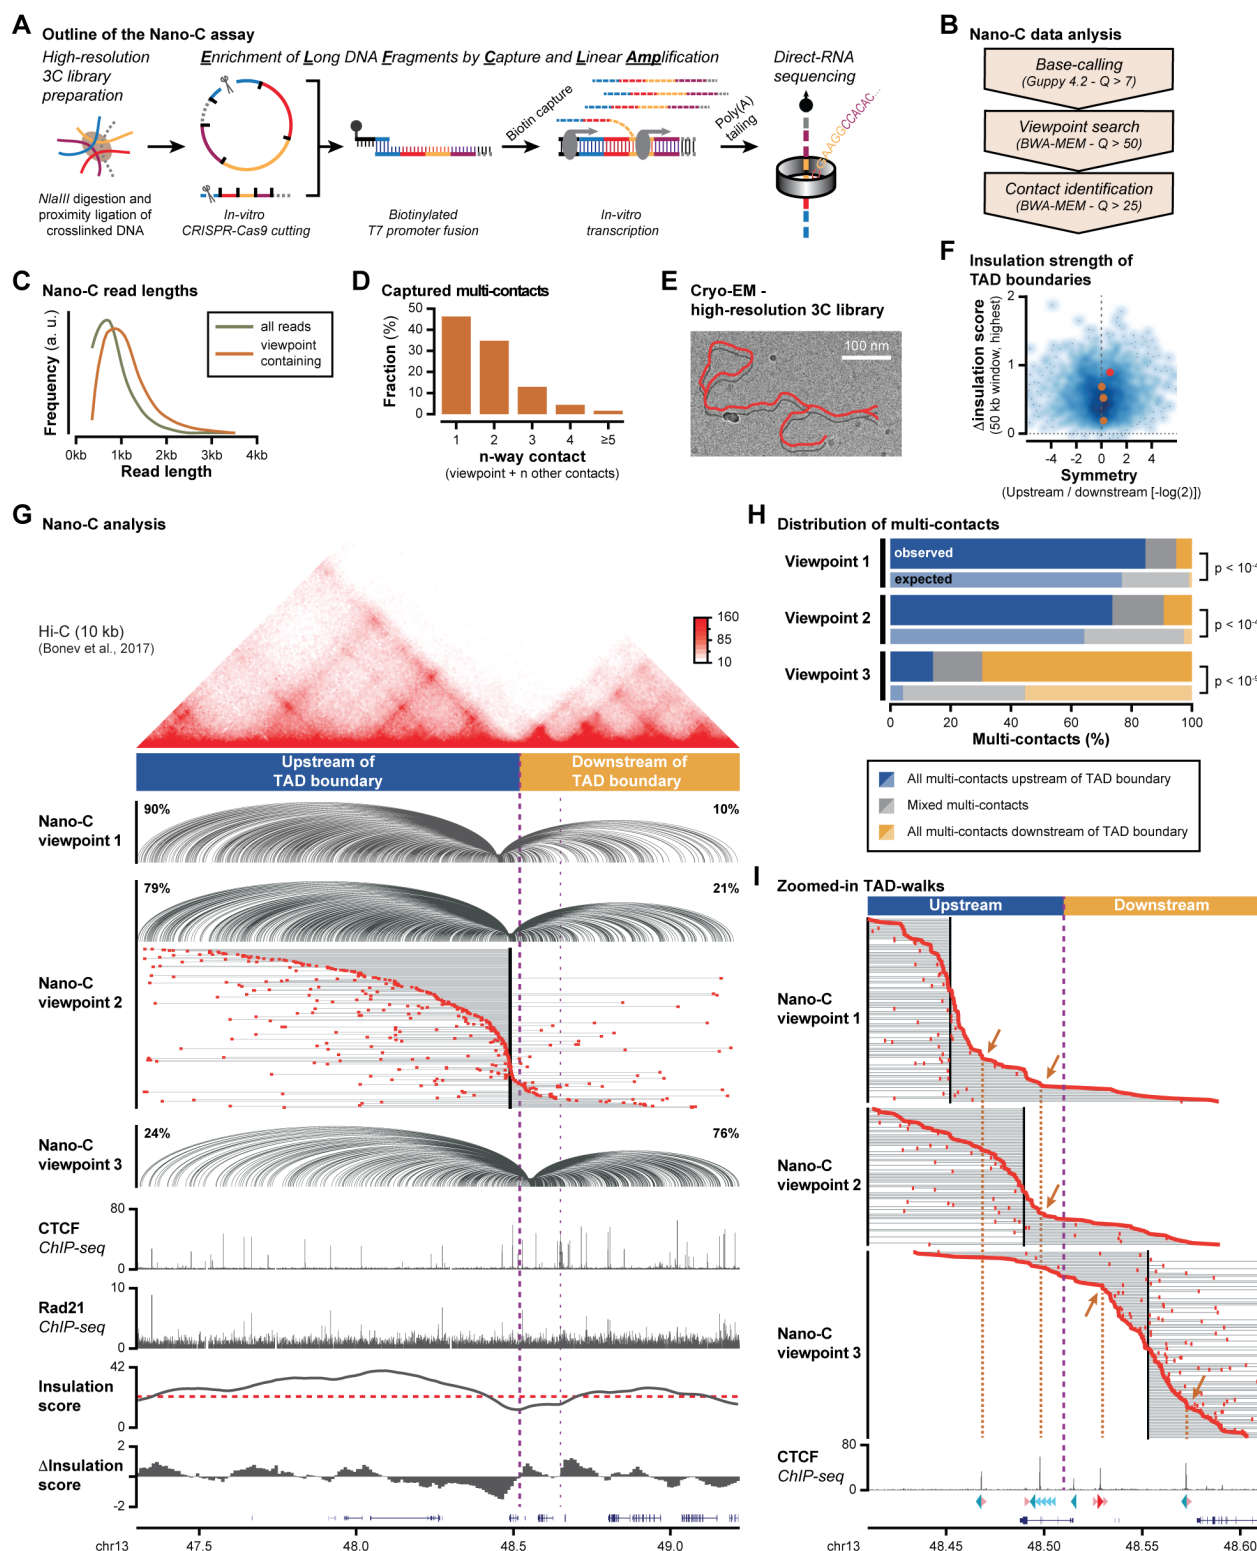 A Outline of the Nano-C assay
High-resolution
3C library
preparation
Enrichment of Long DNA Fragments by Capture and Linear Amplification
Direct-RNA
sequencing
Biotin capture
Poly(A)
tailing
GAAGGCCACAC...
NlaIII digestion and
proximity ligation of
crosslinked DNA
In-vitro
CRISPR-Cas9 cutting
Biotinylated
T7 promoter fusion
In-vitro
transcription
B Nano-C data anlysis
Base-calling
(Guppy 4.2 - Q > 7)
Viewpoint search
(BWA-MEM - Q > 50)
Contact identification
(BWA-MEM - Q > 25)
C Nano-C read lengths
Frequency (a. u.)
all reads
viewpoint
containing
0kb 1kb 2kb 3kb 4kb
Read length
D Captured multi-contacts
Fraction (%)
50
40
30
20
10
0
1 2 3 4 ≥5
n-way contact
(viewpoint + n other contacts)
E Cryo-EM -
high-resolution 3C library
100 nm
F Insulation strength of
TAD boundaries
Δinsulation score
(50 kb window, highest)
2
1
0
-4 -2 0 2 4
Symmetry
(Upstream / downstream [-log(2)])
G Nano-C analysis
Hi-C (10 kb)
(Bonev et al., 2017)
160
85
10
Upstream of
TAD boundary
Downstream of
TAD boundary
90% 10%
Nano-C
viewpoint 1
79% 21%
Nano-C
viewpoint 2
24% 76%
Nano-C
viewpoint 3
80
CTCF
ChIP-seq
0
10
Rad21
ChIP-seq
0
42
Insulation
score
0
2
ΔInsulation
score
-2
chr13 47.5 48.0 48.5 49.0
H Distribution of multi-contacts
Viewpoint 1 observed
expected
p < 10⁻⁴
Viewpoint 2
p < 10⁻⁴
Viewpoint 3
0 20 40 60 80 100
Multi-contacts (%)
All multi-contacts upstream of TAD boundary
Mixed multi-contacts
All multi-contacts downstream of TAD boundary
I Zoomed-in TAD-walks
Upstream Downstream
Nano-C
viewpoint 1
Nano-C
viewpoint 2
Nano-C
viewpoint 3
80
CTCF
ChIP-seq
0
chr13 48.45 48.50 48.55 48.60